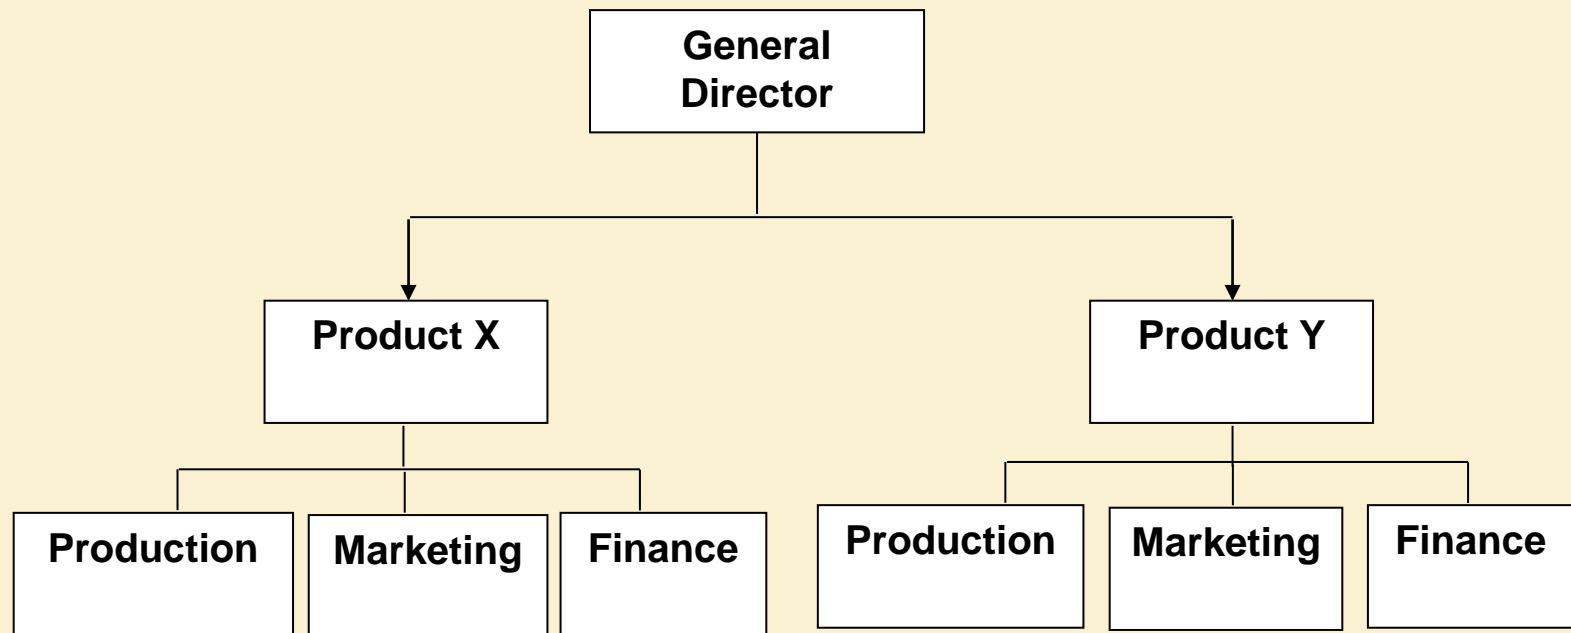 General
Director
Product X
Product Y
Production
Marketing
Finance
Production
Marketing
Finance